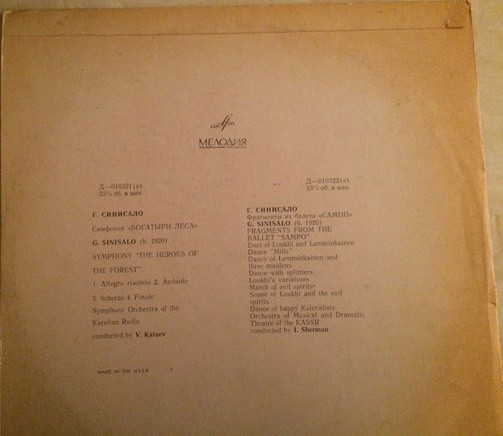 МЕЛОДИЯ
Д—010321(а)
33⅓ об. в мин.
Г. СИНИСАЛО
Симфония «БОГАТЫРИ ЛЕСА»
G. SINISALO (b. 1920)
SYMPHONY "THE HEROES OF
THE FOREST"
1. Allegro risoluto 2. Andante
3. Scherzo 4. Finale
Symphony Orchestra of the
Karelian Radio
conducted by V. Kataev
Д—010322(а)
33⅓ об. в мин
Г. СИНИСАЛО
Фрагменты из балета «САМПО»
G. SINISALO (b. 1920)
FRAGMENTS FROM THE
BALLET "SAMPO"
Duet of Loukhi and Lemminkainen
Dance "Mills"
Dance of Lemminkainen and
three maidens
Dance with splinters
Loukhi's variations
March of evil spirits
Scene of Loukhi and the evil
spirits
Dance of happy Kalevalists
Orchestra of Musical and Dramatic
Theatre of the KASSR
conducted by I. Sherman
MADE IN THE U.S.S.R.